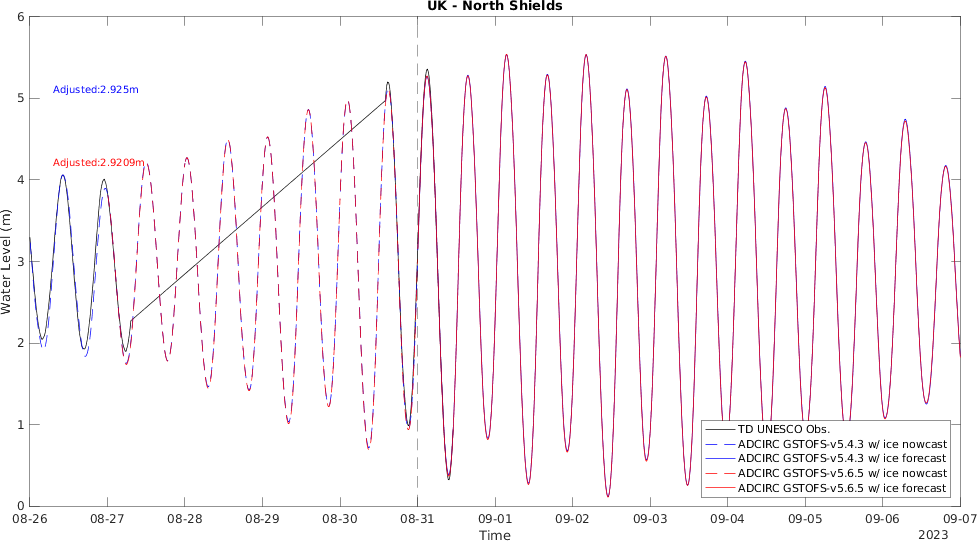 UK - North Shields
6
5
4
3
2
1
0
Water Level (m)
Adjusted:2.925m
Adjusted:2.9209m
TD UNESCO Obs.
ADCIRC GSTOFS-v5.4.3 w/ ice nowcast
ADCIRC GSTOFS-v5.4.3 w/ ice forecast
ADCIRC GSTOFS-v5.6.5 w/ ice nowcast
ADCIRC GSTOFS-v5.6.5 w/ ice forecast
08-26 08-27 08-28 08-29 08-30 08-31 09-01 09-02 09-03 09-04 09-05 09-06 09-07
Time
2023